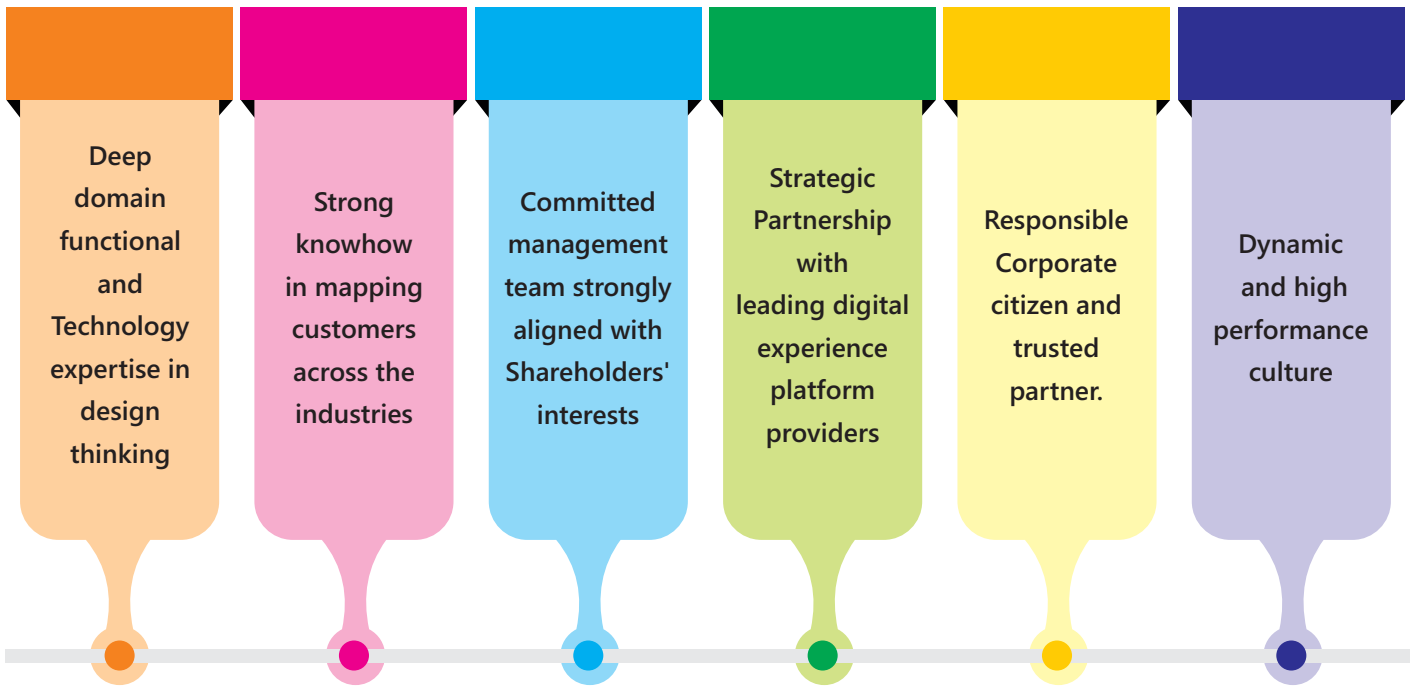 Deep
domain
functional
and
Technology
expertise in
design
thinking
Strong
knowhow
in mapping
customers
across the
industries
Committed
management
team strongly
aligned with
Shareholders'
interests
Strategic
Partnership
with
leading digital
experience
platform
providers
Responsible
Corporate
citizen and
trusted
partner.
Dynamic
and high
performance
culture